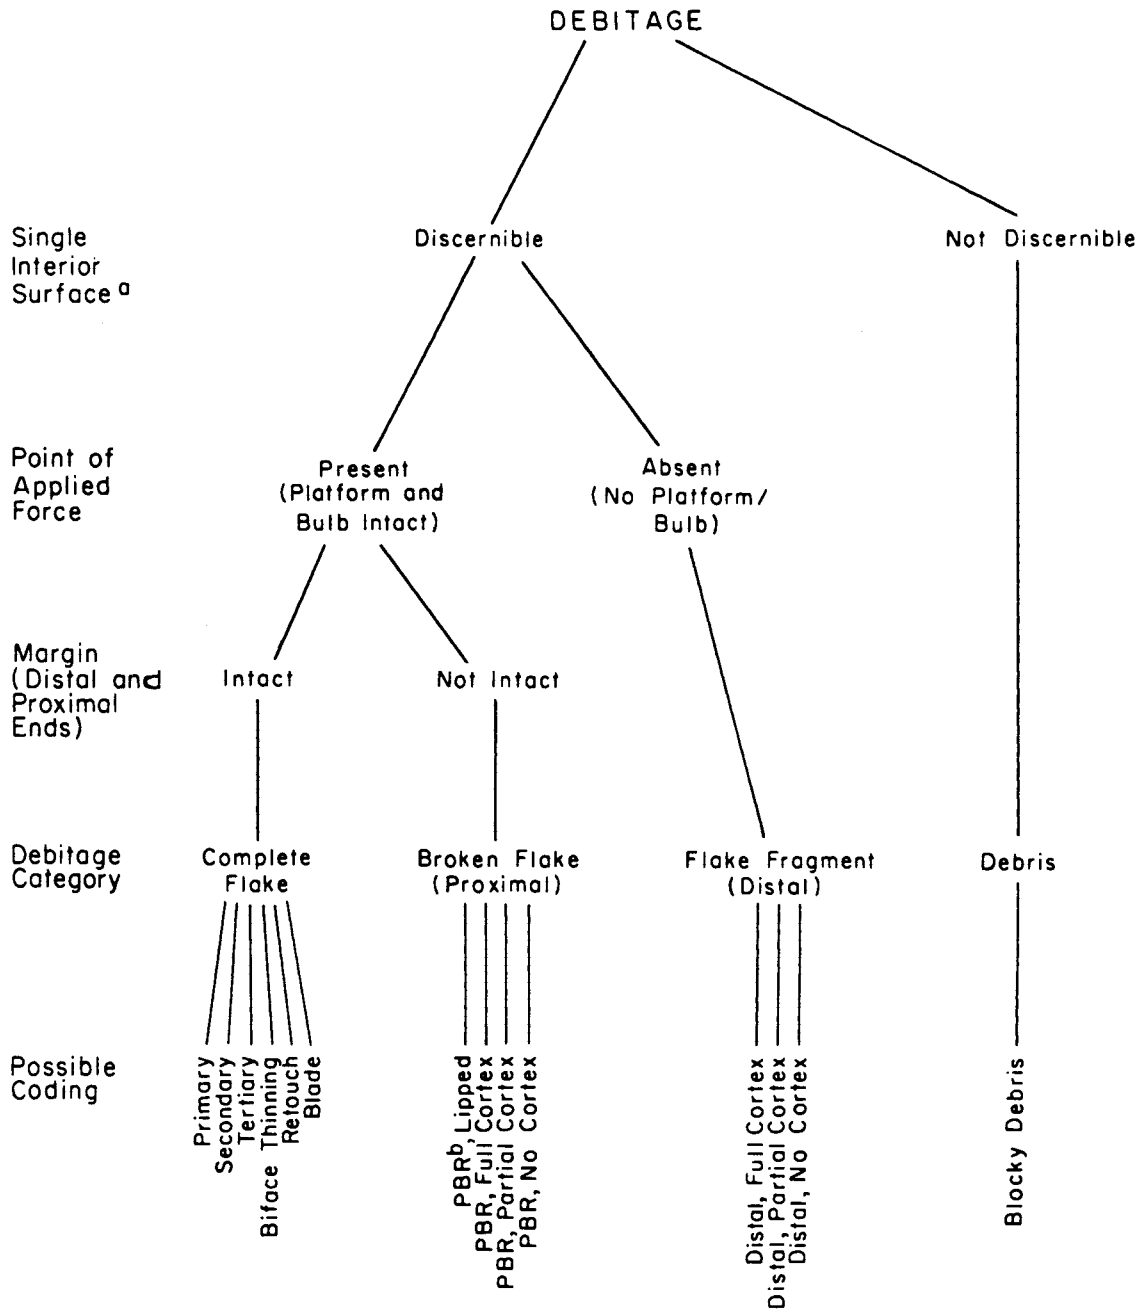 DEBITAGE
Single
Interior
Surface a
Discernible
Not Discernible
Point of
Applied
Force
Present
(Platform and
Bulb Intact)
Absent
(No Platform/
Bulb)
Margin
(Distal and
Proximal
Ends)
Intact
Not Intact
Debitage
Category
Complete
Flake
Broken Flake
(Proximal)
Flake Fragment
(Distal)
Debris
Possible
Coding
Primary
Secondary
Tertiary
Biface Thinning
Retouch
Blade
PBRb, Lipped
PBR, Full Cortex
PBR, Partial Cortex
PBR, No Cortex
Distal, Full Cortex
Distal, Partial Cortex
Distal, No Cortex
Blocky Debris